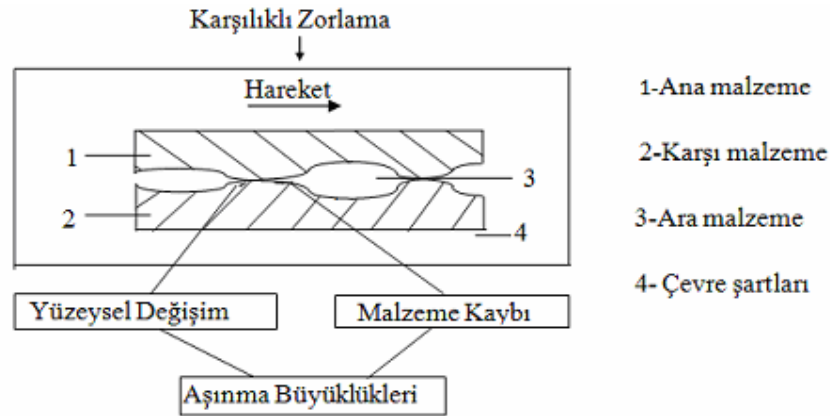 Karşılıklı Zorlama
Hareket
1-Ana malzeme
1
2-Karşı malzeme
3
2
3-Ara malzeme
4
4- Çevre şartları
Yüzeysel Değişim
Malzeme Kaybı
Aşınma Büyüklükleri